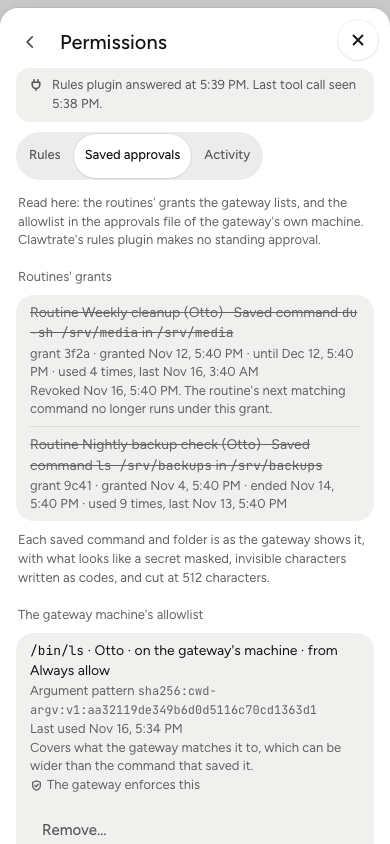 Permissions
Rules plugin answered at 5:39 PM. Last tool call seen
5:38 PM.
Rules
Saved approvals
Activity
Read here: the routines' grants the gateway lists, and the
allowlist in the approvals file of the gateway's own machine.
Clawtrate's rules plugin makes no standing approval.
Routines' grants
Routine Weekly cleanup (Otto) · Saved command du
-sh /srv/media in /srv/media
grant 3f2a · granted Nov 12, 5:40 PM · until Dec 12, 5:40
PM · used 4 times, last Nov 16, 3:40 AM
Revoked Nov 16, 5:40 PM. The routine's next matching
command no longer runs under this grant.
Routine Nightly backup check (Otto) · Saved
command ls /srv/backups in /srv/backups
grant 9c41 · granted Nov 4, 5:40 PM · ended Nov 14,
5:40 PM · used 9 times, last Nov 13, 5:40 PM
Each saved command and folder is as the gateway shows it,
with what looks like a secret masked, invisible characters
written as codes, and cut at 512 characters.
The gateway machine's allowlist
/bin/ls · Otto · on the gateway's machine · from
Always allow
Argument pattern sha256:cwd-
argv:v1:aa32119de349b6d0d5116c70cd1363d1
Last used Nov 16, 5:34 PM
Covers what the gateway matches it to, which can be
wider than the command that saved it.
The gateway enforces this
Remove...